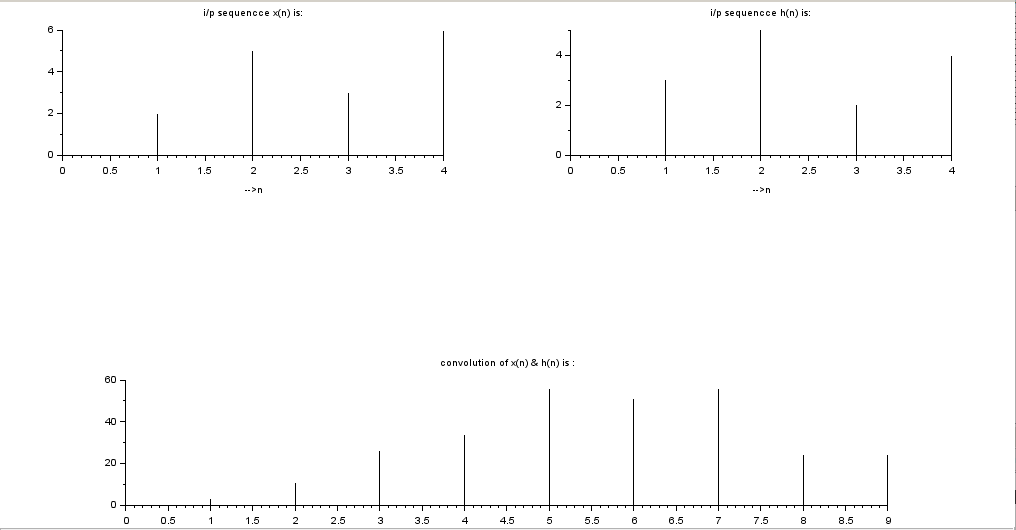 i/p sequencce x(n) is:
6
4
2
0
0 0.5 1 1.5 2 2.5 3 3.5 4
-->n
i/p sequencce h(n) is:
4
2
0
0 0.5 1 1.5 2 2.5 3 3.5 4
-->n
convolution of x(n) & h(n) is :
60
40
20
0
0 0.5 1 1.5 2 2.5 3 3.5 4 4.5 5 5.5 6 6.5 7 7.5 8 8.5 9